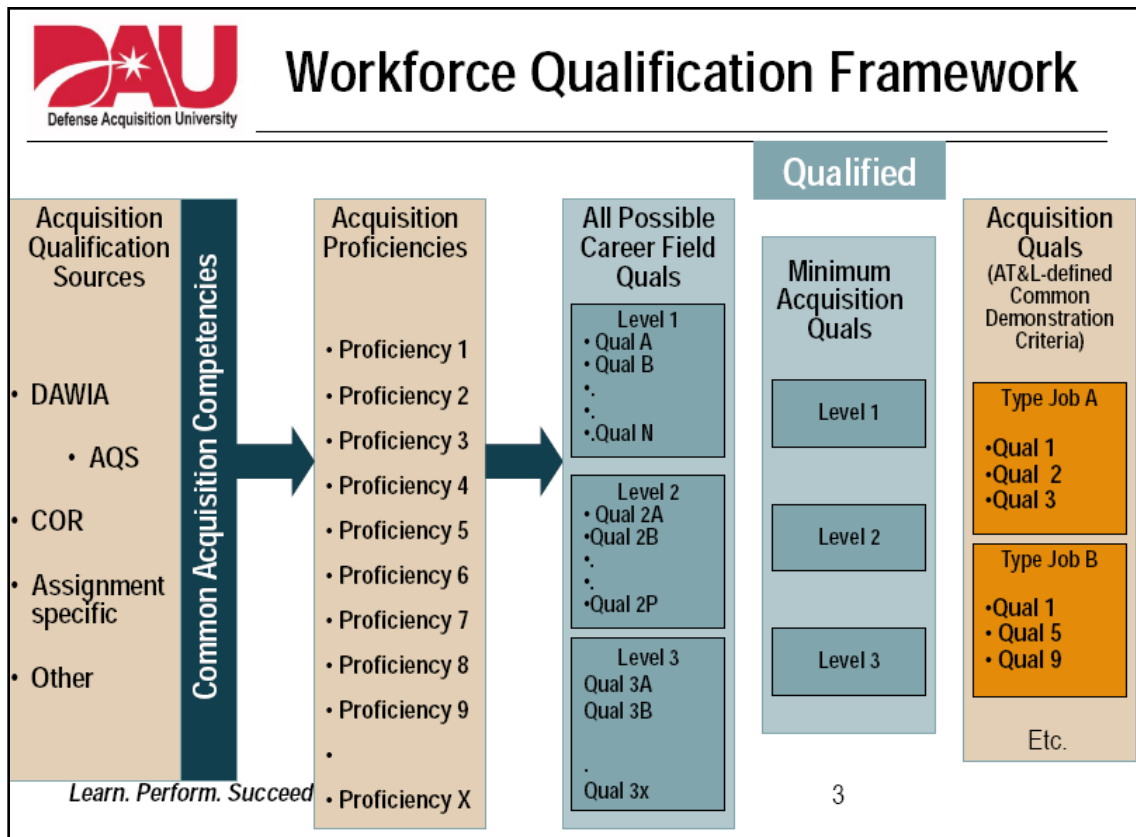 DAU
Defense Acquisition University
Workforce Qualification Framework
Qualified
Acquisition
Qualification
Sources
• DAWIA
• AQS
• COR
• Assignment
specific
• Other
Common Acquisition Competencies
Acquisition
Proficiencies
• Proficiency 1
• Proficiency 2
• Proficiency 3
• Proficiency 4
• Proficiency 5
• Proficiency 6
• Proficiency 7
• Proficiency 8
• Proficiency 9
•
• Proficiency X
All Possible
Career Field
Quals
Level 1
• Qual A
• Qual B
•.
•.
•.Qual N
Level 2
• Qual 2A
•Qual 2B
•.
•.
•Qual 2P
Level 3
Qual 3A
Qual 3B
.
Qual 3x
Minimum
Acquisition
Quals
Level 1
Level 2
Level 3
Acquisition
Quals
(AT&L-defined
Common
Demonstration
Criteria)
Type Job A
•Qual 1
•Qual 2
•Qual 3
Type Job B
•Qual 1
• Qual 5
• Qual 9
Etc.
Learn. Perform. Succeed
3